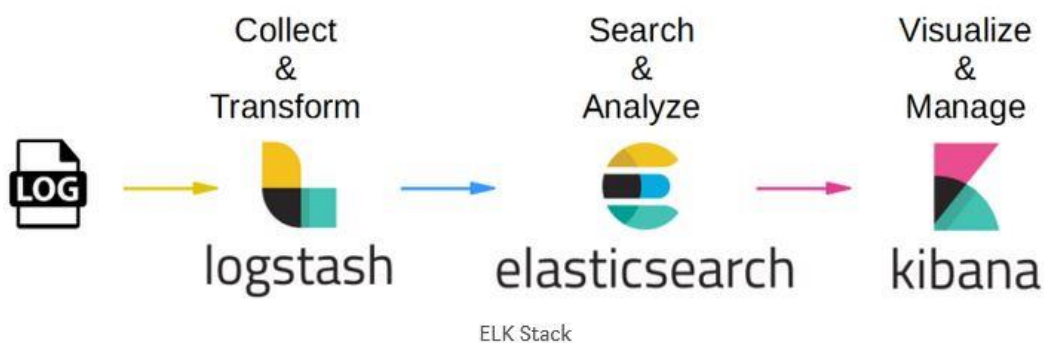 Collect
&
Transform
Search
&
Analyze
Visualize
&
Manage
LOG
logstash
elasticsearch
kibana
ELK Stack